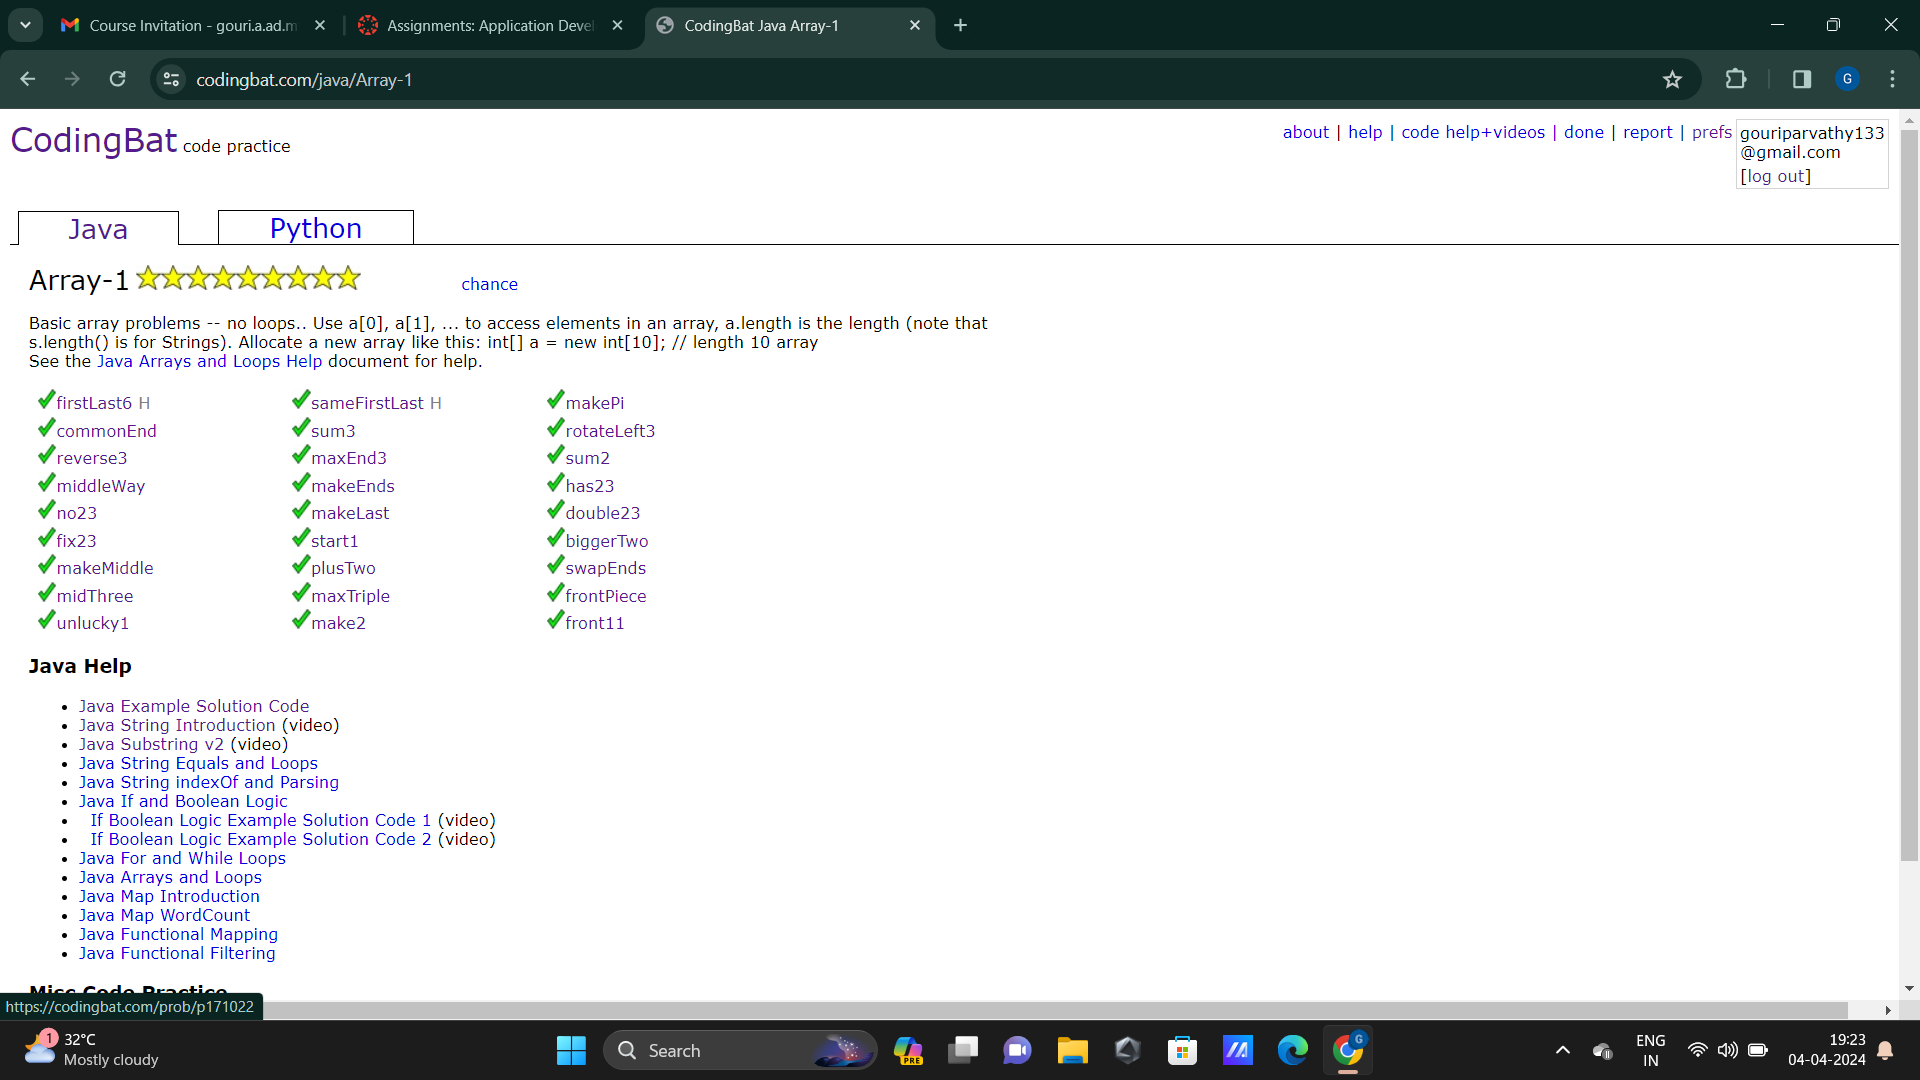 Course Invitation - gouri.a.ad.m
Assignments: Application Deve
CodingBat Java Array-1
codingbat.com/java/Array-1
G
CodingBat code practice
about | help | code help+videos | done | report | prefs
gouriparvathy133
@gmail.com
[log out]
Java
Python
Array-1
chance
Basic array problems -- no loops.. Use a[0], a[1], ... to access elements in an array, a.length is the length (note that
s.length() is for Strings). Allocate a new array like this: int[] a = new int[10]; // length 10 array
See the Java Arrays and Loops Help document for help.
firstLast6 H sameFirstLast H makePi
commonEnd sum3 rotateLeft3
reverse3 maxEnd3 sum2
middleWay makeEnds has23
no23 makeLast double23
fix23 start1 biggerTwo
makeMiddle plusTwo swapEnds
midThree maxTriple frontPiece
unlucky1 make2 front11
Java Help
Java Example Solution Code
Java String Introduction (video)
Java Substring v2 (video)
Java String Equals and Loops
Java String indexOf and Parsing
Java If and Boolean Logic
If Boolean Logic Example Solution Code 1 (video)
If Boolean Logic Example Solution Code 2 (video)
Java For and While Loops
Java Arrays and Loops
Java Map Introduction
Java Map WordCount
Java Functional Mapping
Java Functional Filtering
Misc Code Practice
https://codingbat.com/prob/p171022
1
32°C
Mostly cloudy
Search
PRE
G
ENG
IN
19:23
04-04-2024